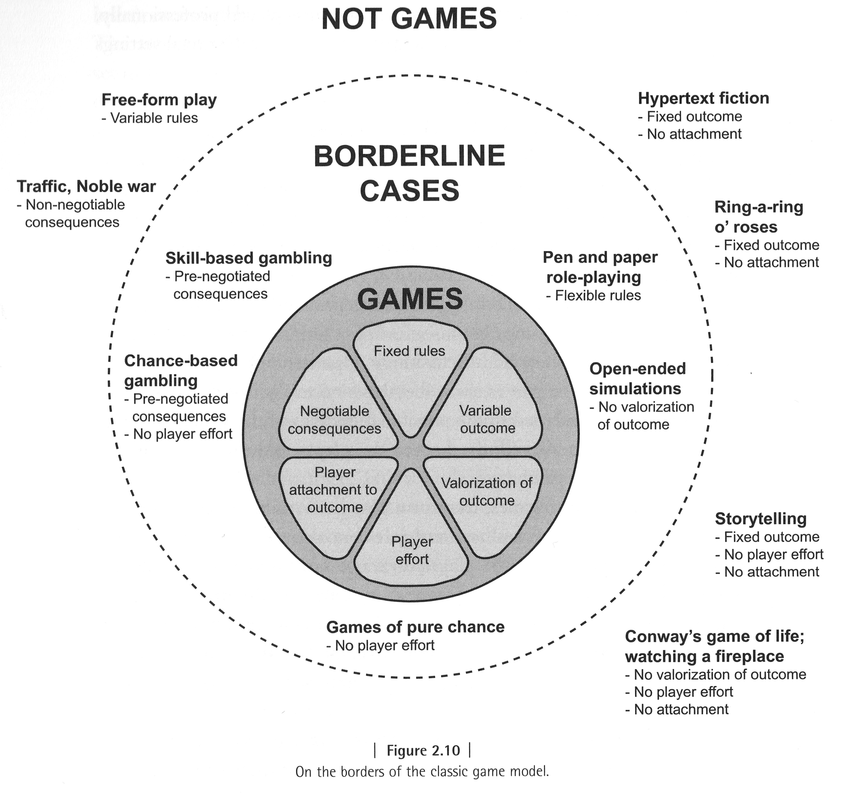 NOT GAMES
Free-form play
- Variable rules
Hypertext fiction
- Fixed outcome
- No attachment
BORDERLINE
CASES
Traffic, Noble war
- Non-negotiable
consequences
Ring-a-ring
o' roses
- Fixed outcome
- No attachment
Skill-based gambling
- Pre-negotiated
consequences
Pen and paper
role-playing
- Flexible rules
GAMES
Fixed rules
Negotiable
consequences
Variable
outcome
Player
attachment to
outcome
Valorization of
outcome
Player
effort
Chance-based
gambling
- Pre-negotiated
consequences
- No player effort
Open-ended
simulations
- No valorization
of outcome
Storytelling
- Fixed outcome
- No player effort
- No attachment
Games of pure chance
- No player effort
Conway's game of life;
watching a fireplace
- No valorization of outcome
- No player effort
- No attachment
| Figure 2.10 |
On the borders of the classic game model.